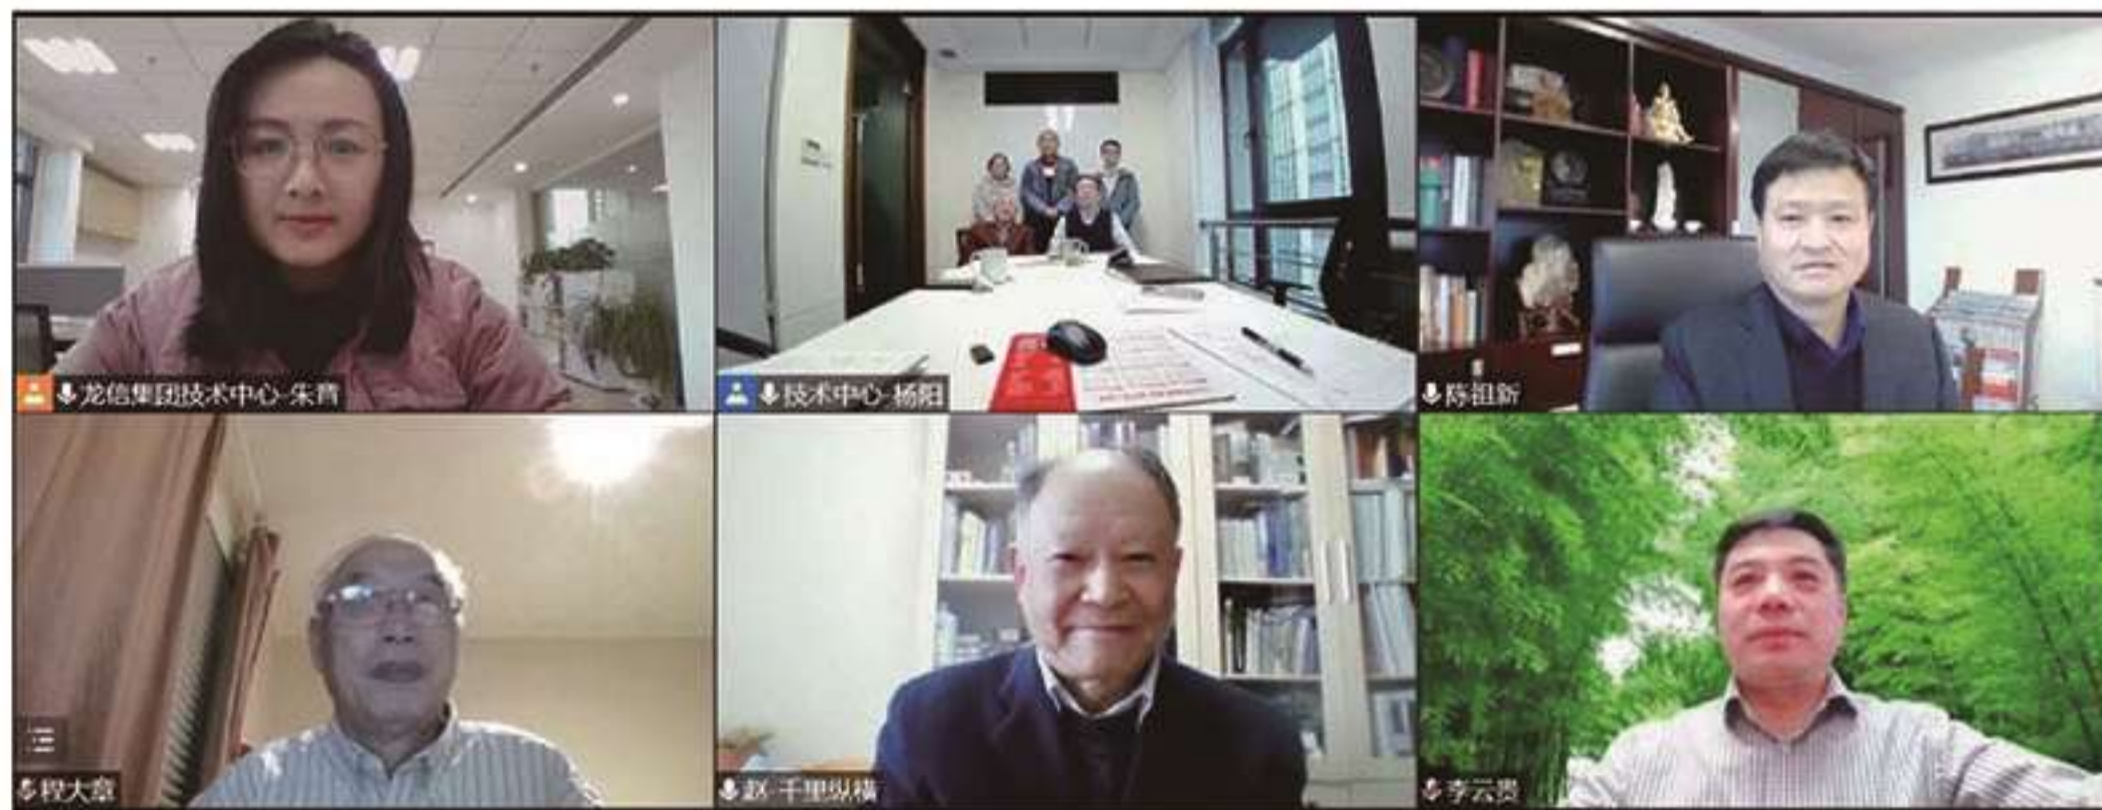 龙信集团技术中心-朱晋
技术中心-杨阳
陈祖新
程大章
赵-千里纵横
李云贵